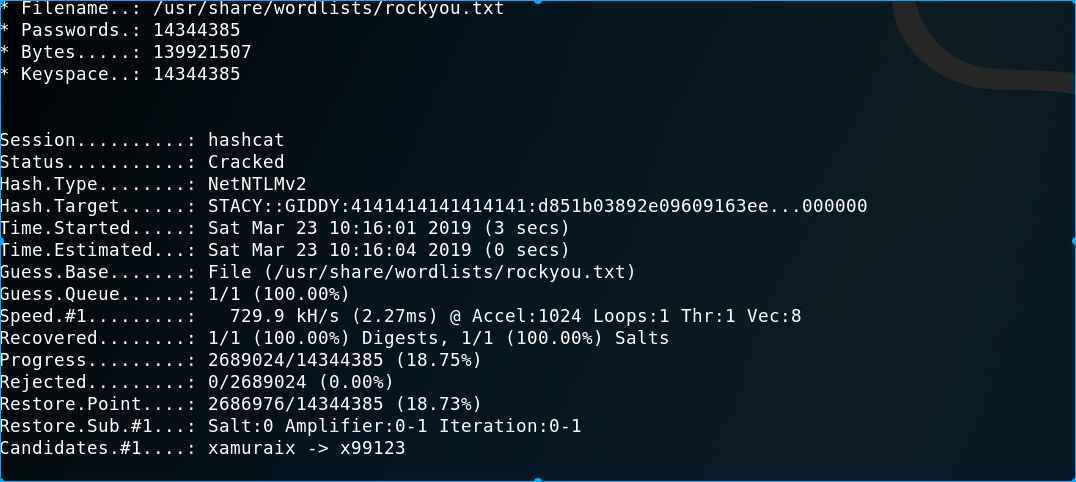 * Filename..: /usr/share/wordlists/rockyou.txt
* Passwords.: 14344385
* Bytes.....: 139921507
* Keyspace..: 14344385
Session..........: hashcat
Status...........: Cracked
Hash.Type........: NetNTLMv2
Hash.Target......: STACY::GIDDY:4141414141414141:d851b03892e09609163ee...000000
Time.Started.....: Sat Mar 23 10:16:01 2019 (3 secs)
Time.Estimated...: Sat Mar 23 10:16:04 2019 (0 secs)
Guess.Base.......: File (/usr/share/wordlists/rockyou.txt)
Guess.Queue......: 1/1 (100.00%)
Speed.#1.........:   729.9 kH/s (2.27ms) @ Accel:1024 Loops:1 Thr:1 Vec:8
Recovered........: 1/1 (100.00%) Digests, 1/1 (100.00%) Salts
Progress.........: 2689024/14344385 (18.75%)
Rejected.........: 0/2689024 (0.00%)
Restore.Point....: 2686976/14344385 (18.73%)
Restore.Sub.#1...: Salt:0 Amplifier:0-1 Iteration:0-1
Candidates.#1....: xamuraix -> x99123